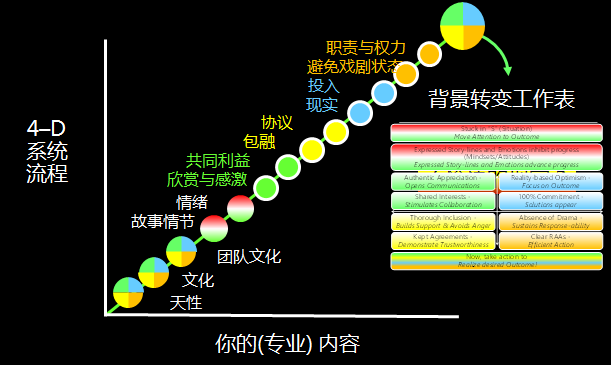 职责与权力
避免戏剧状态
投入
现实
协议
包融
共同利益
欣赏与感激
情绪
故事情节
团队文化
文化
天性
4–D
系统
流程
你的(专业) 内容
背景转变工作表
Stuck in "S" (Situation)
Move Attention to Outcome
Expressed Story-lines and Emotions inhibit progress
(Mindsets/Attitudes)
Expressed Story-lines and Emotions advance progress
Authentic Appreciation -
Opens Communications
Reality-based Optimism -
Focus on Outcome
Shared Interests -
Stimulates Collaboration
100% Commitment -
Solutions appear
Thorough Inclusion -
Builds Support & Avoids Anger
Absence of Drama -
Sustains Response-ability
Kept Agreements -
Demonstrate Trustworthiness
Clear RAAs -
Efficient Action
Now, take action to
Realize desired Outcome!